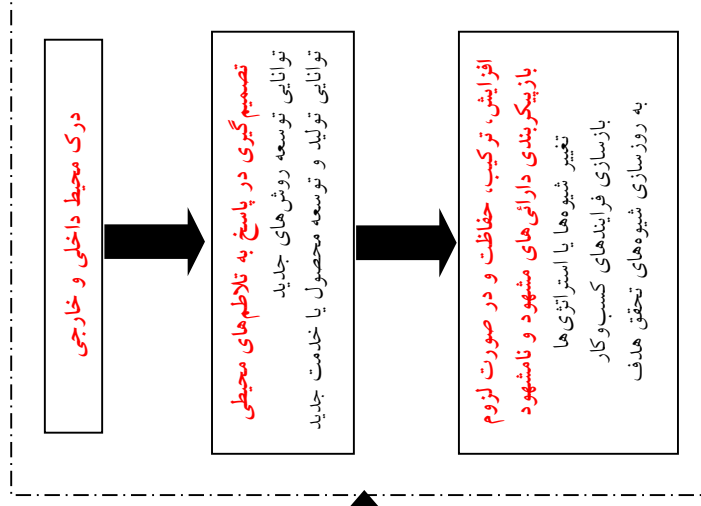 درک محیط داخلی و خارجی
تصمیم گیری در پاسخ به تلاطم‌های محیطی
توانایی توسعه روش‌های جدید
توانایی تولید و توسعه محصول یا خدمت جدید
افزایش، ترکیب، حفاظت و در صورت لزوم
بازپیکربندی دارائی‌های مشهود و نامشهود
تغییر شیوه‌ها یا استراتژی‌ها
بازسازی فرایندهای کسب‌وکار
به روزسازی شیوه‌های تحقق هدف